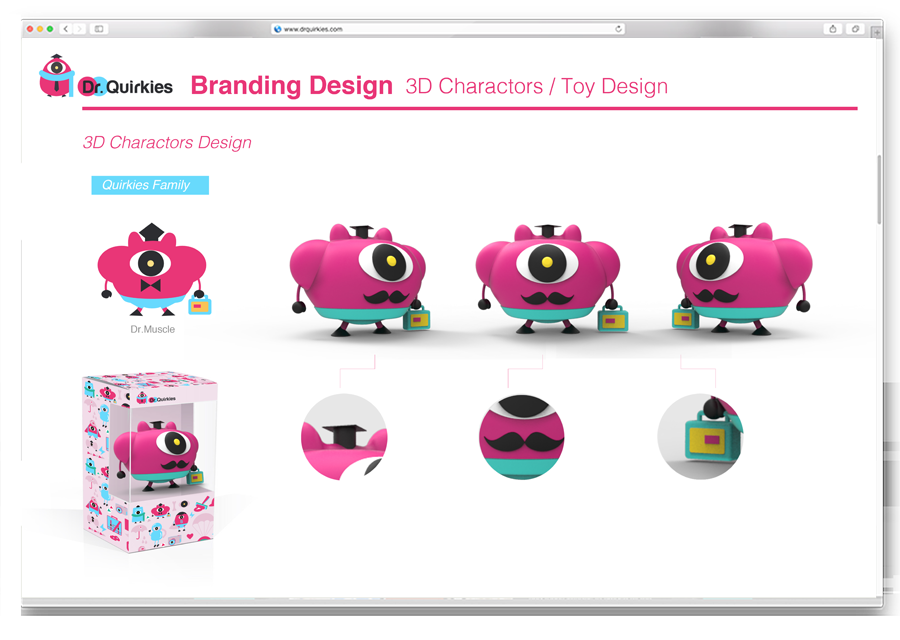 www.drquirkies.com
Dr.Quirkies
Branding Design 3D Charactors / Toy Design
3D Charactors Design
Quirkies Family
Dr.Muscle
Dr.Quirkies